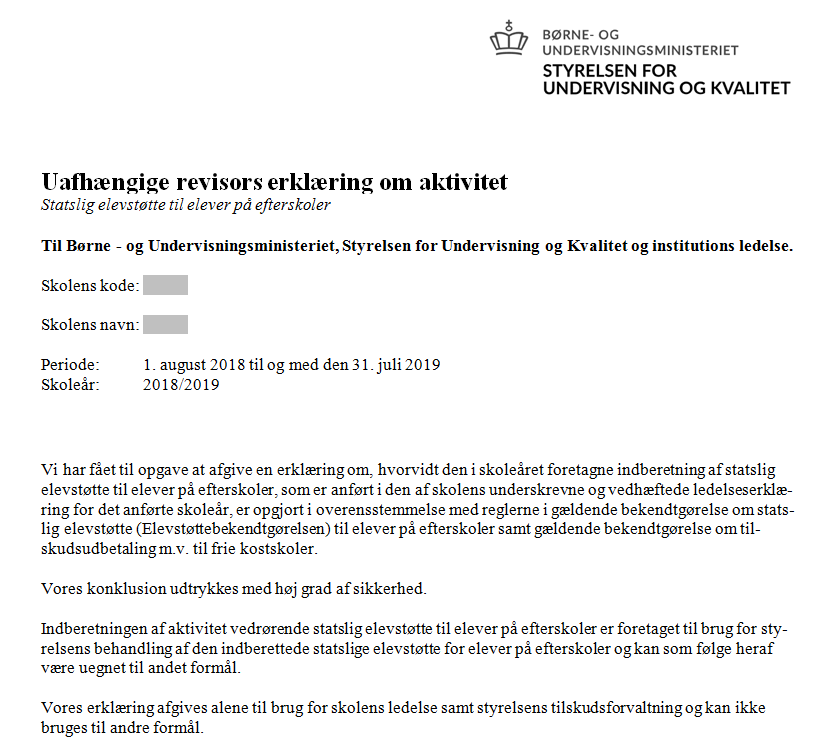 BØRNE- OG
UNDERVISNINGSMINISTERIET
STYRELSEN FOR
UNDERVISNING OG KVALITET
Uafhængige revisors erklæring om aktivitet
Statslig elevstøtte til elever på efterskoler
Til Børne - og Undervisningsministeriet, Styrelsen for Undervisning og Kvalitet og institutions ledelse.
Skolens kode:
Skolens navn:
Periode: 1. august 2018 til og med den 31. juli 2019
Skoleår: 2018/2019
Vi har fået til opgave at afgive en erklæring om, hvorvidt den i skoleåret foretagne indberetning af statslig
elevstøtte til elever på efterskoler, som er anført i den af skolens underskrevne og vedhæftede ledelseserklæ-
ring for det anførte skoleår, er opgjort i overensstemmelse med reglerne i gældende bekendtgørelse om stats-
lig elevstøtte (Elevstøttebekendtgørelsen) til elever på efterskoler samt gældende bekendtgørelse om til-
skudsudbetaling m.v. til frie kostskoler.
Vores konklusion udtrykkes med høj grad af sikkerhed.
Indberetningen af aktivitet vedrørende statslig elevstøtte til elever på efterskoler er foretaget til brug for sty-
relsens behandling af den indberettede statslige elevstøtte for elever på efterskoler og kan som følge heraf
være uegnet til andet formål.
Vores erklæring afgives alene til brug for skolens ledelse samt styrelsens tilskudsforvaltning og kan ikke
bruges til andre formål.